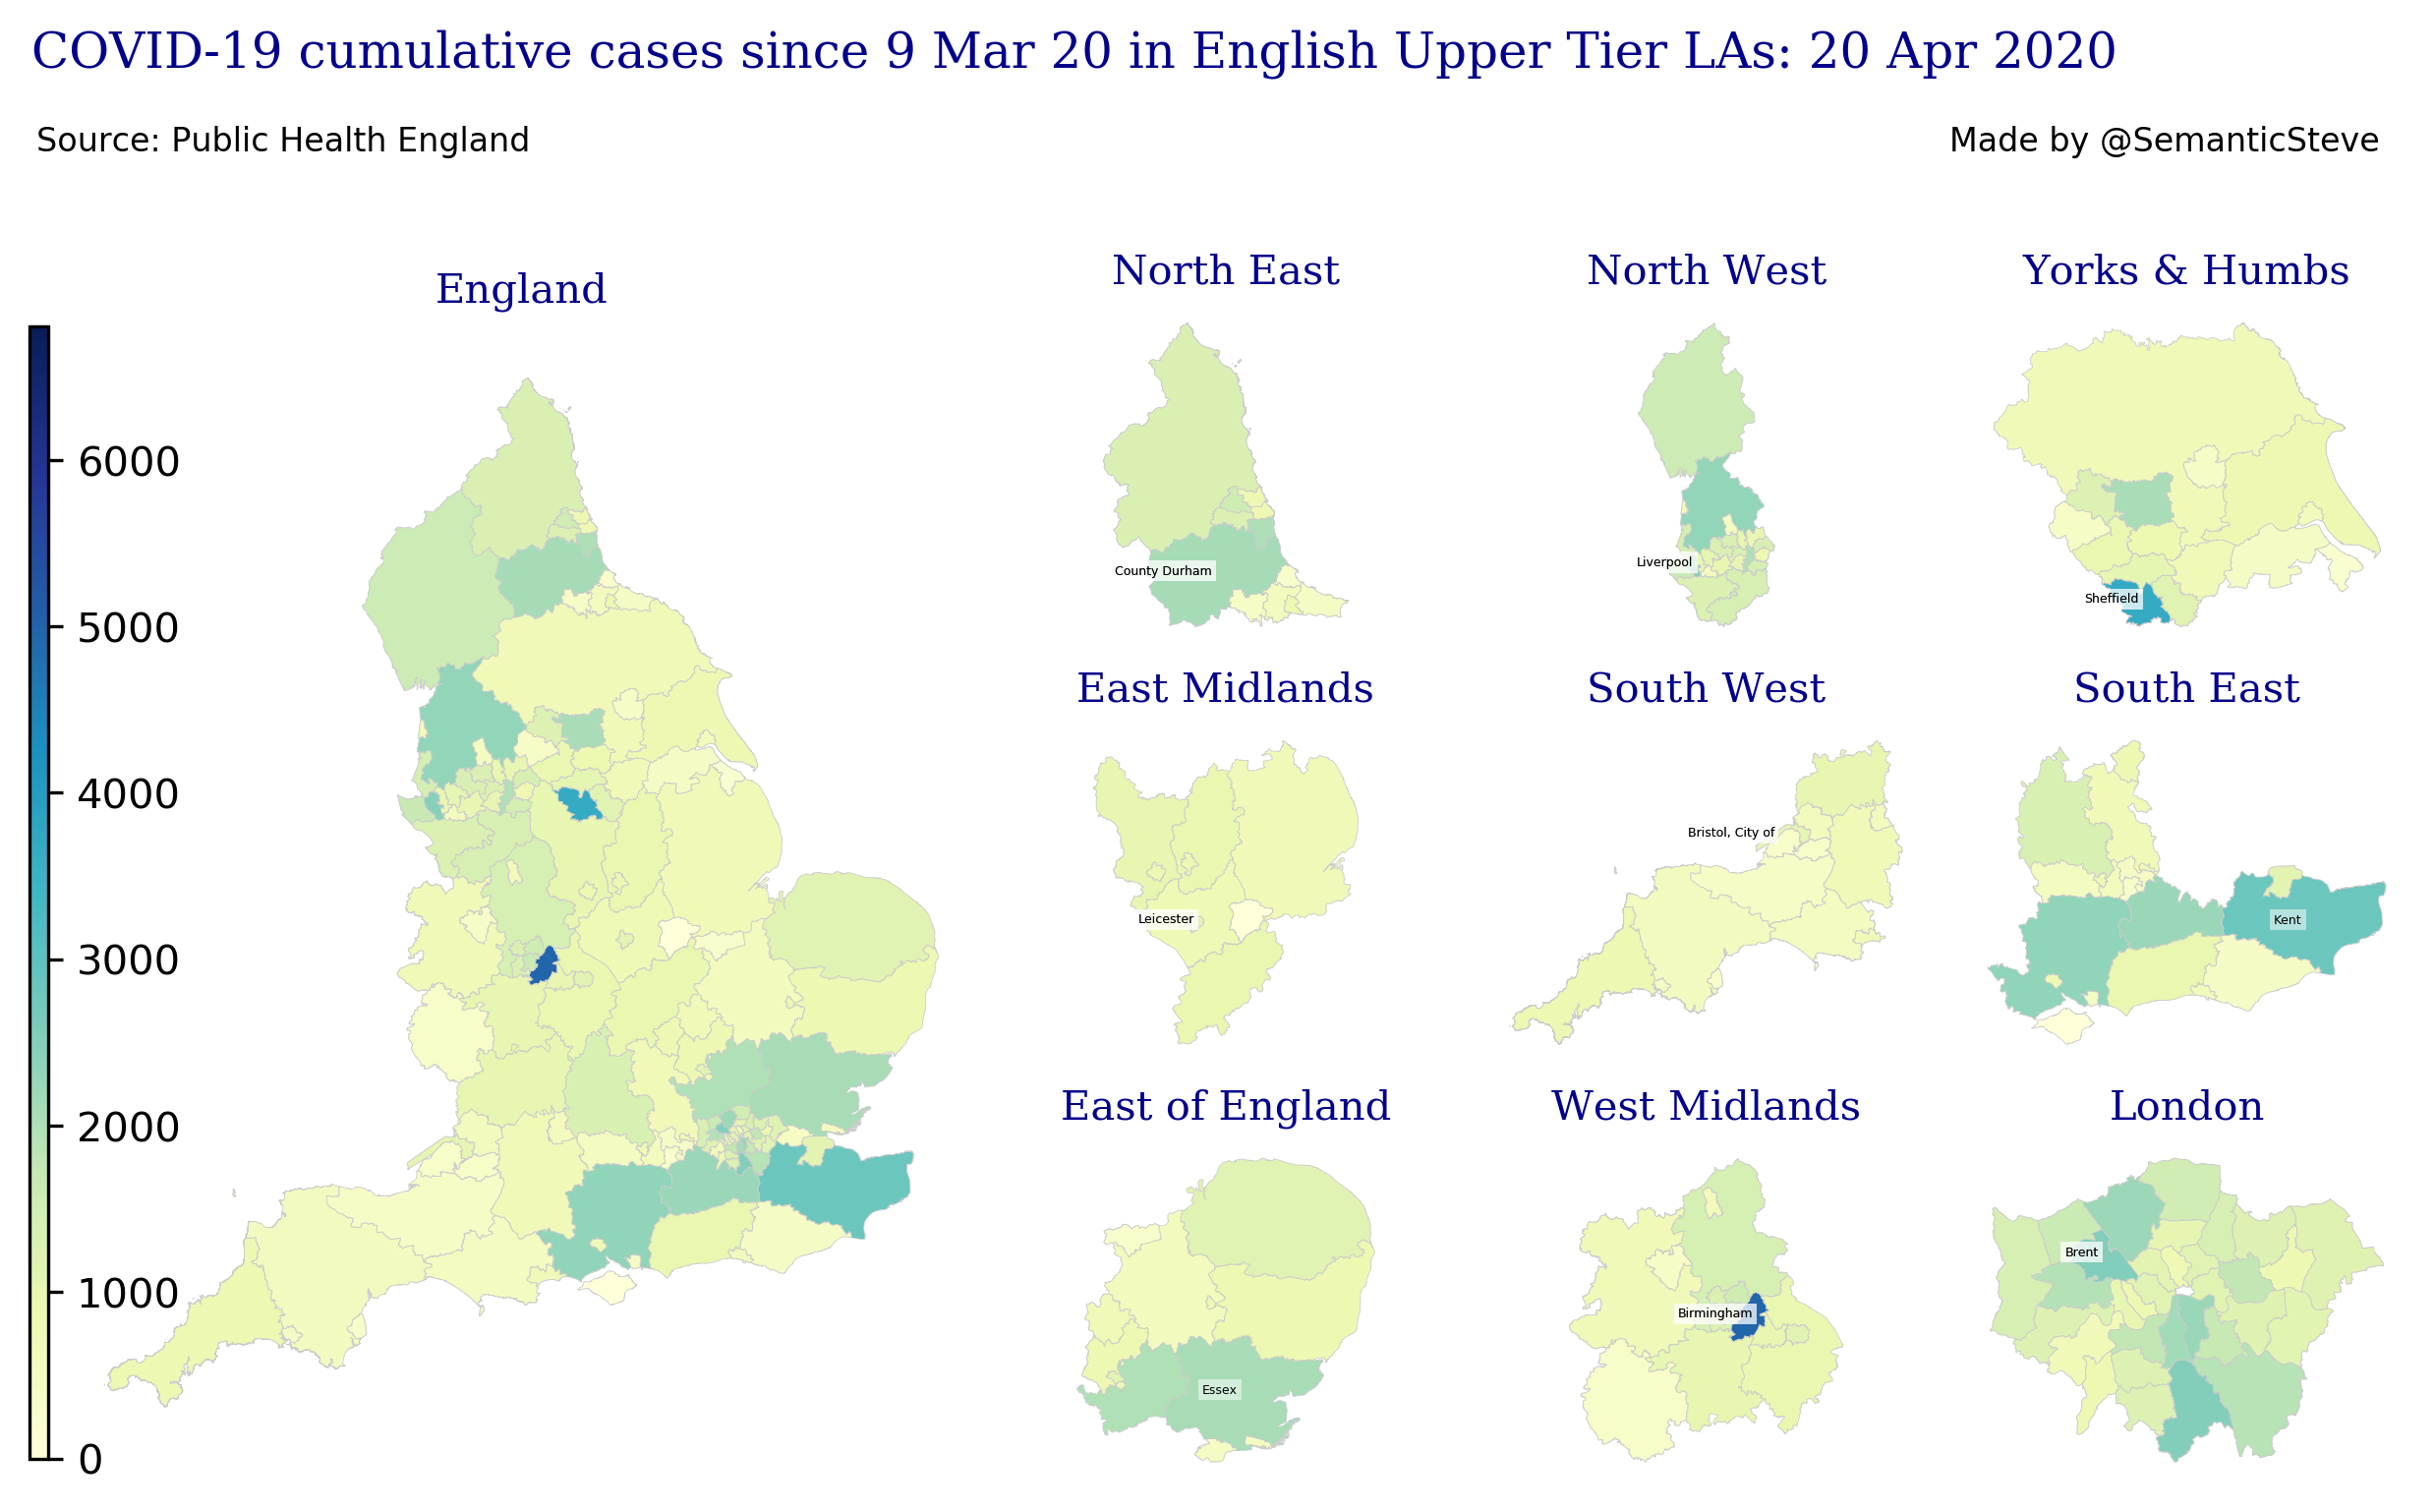 COVID-19 cumulative cases since 9 Mar 20 in English Upper Tier LAs: 20 Apr 2020
Source: Public Health England
Made by @SemanticSteve
England
6000
5000
4000
3000
2000
1000
0
North East
County Durham
North West
Liverpool
Yorks & Humbs
Sheffield
East Midlands
Leicester
South West
Bristol, City of
South East
Kent
East of England
Essex
West Midlands
Birmingham
London
Brent